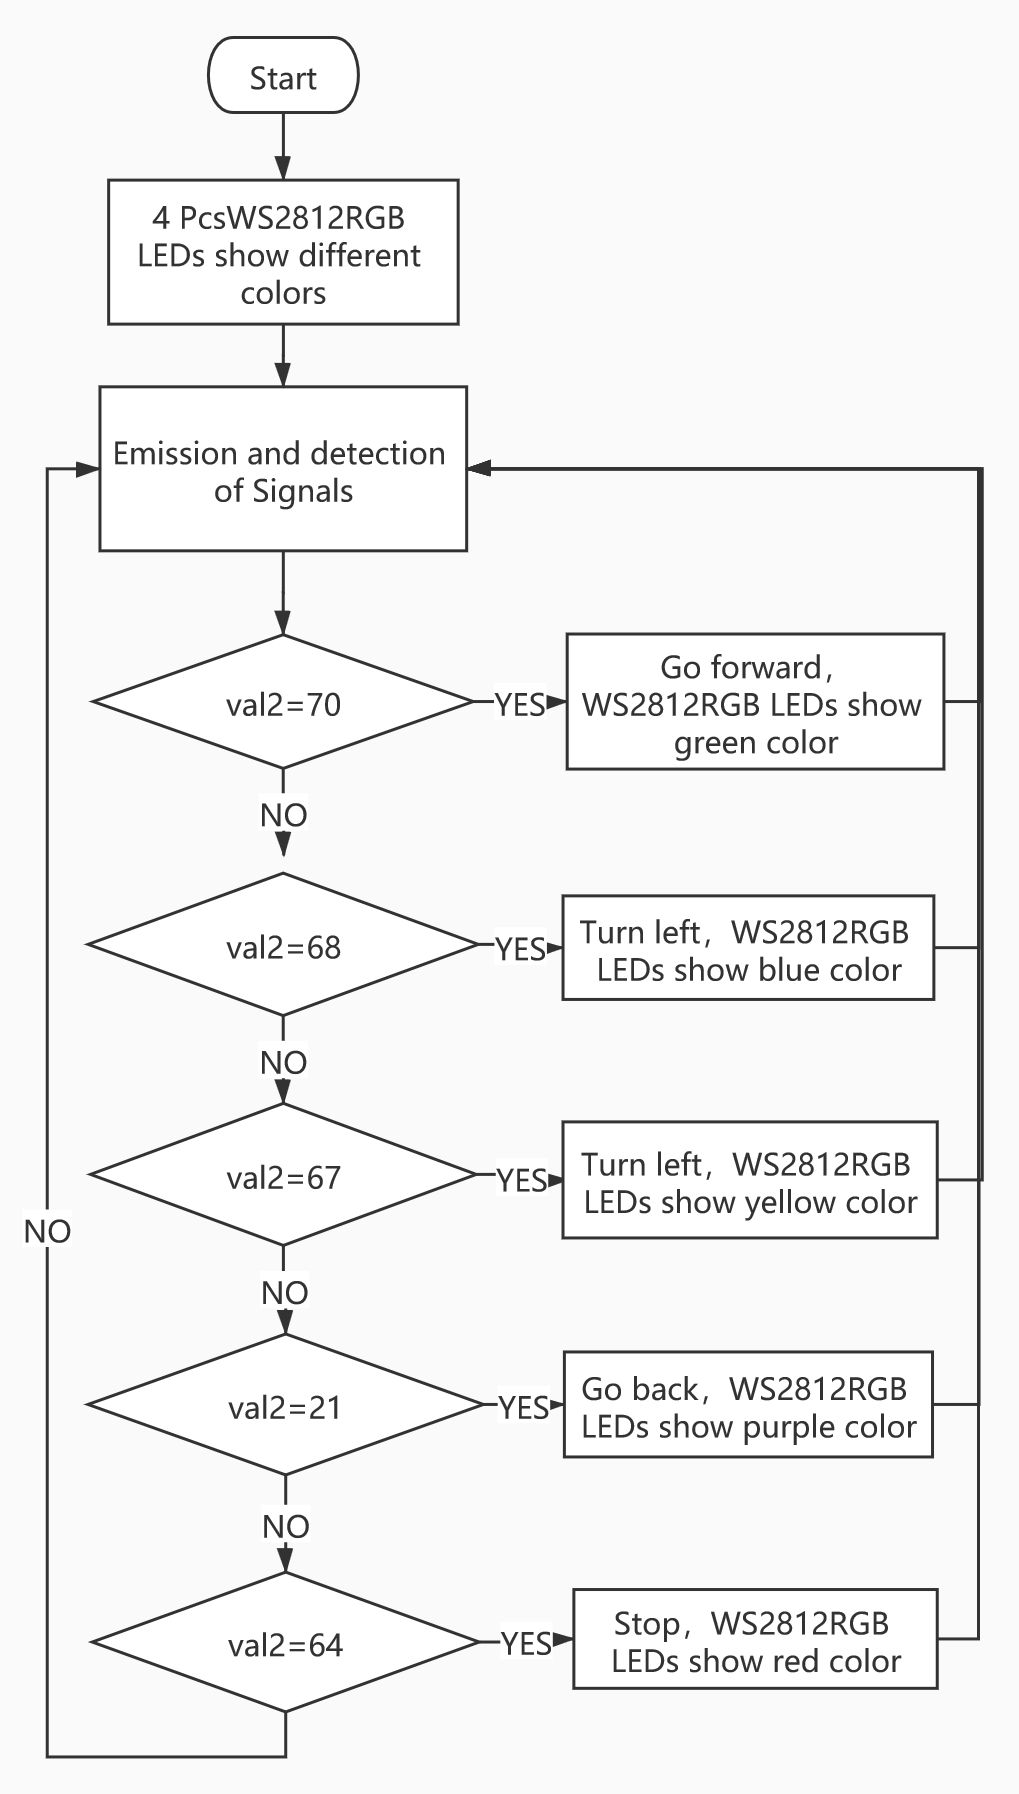 Start
4 PcsWS2812RGB
LEDs show different
colors
Emission and detection
of Signals
val2=70
YES
Go forward，
WS2812RGB LEDs show
green color
NO
val2=68
YES
Turn left，WS2812RGB
LEDs show blue color
NO
val2=67
YES
Turn left，WS2812RGB
LEDs show yellow color
NO
NO
val2=21
YES
Go back，WS2812RGB
LEDs show purple color
NO
val2=64
YES
Stop，WS2812RGB
LEDs show red color